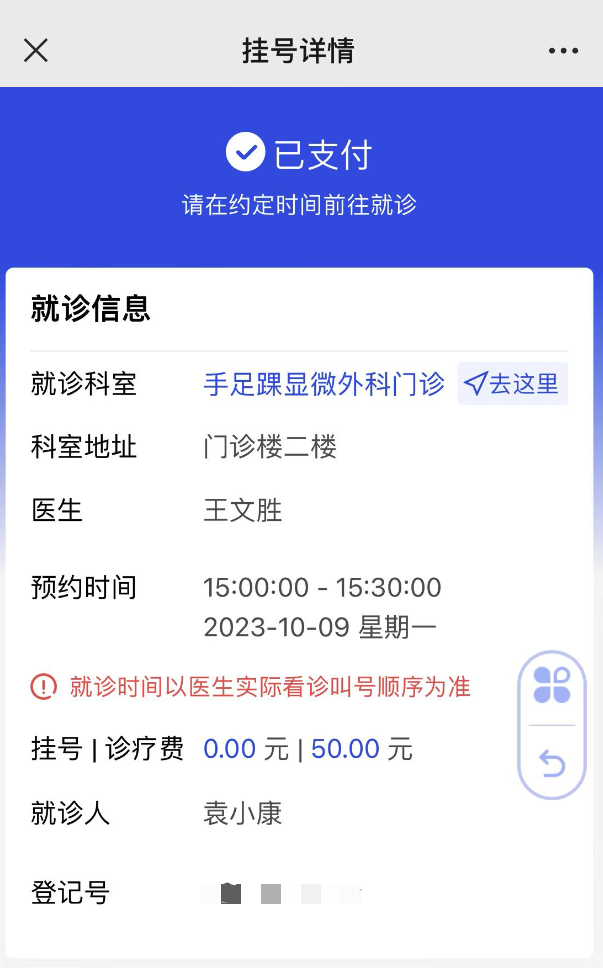 挂号详情
已支付
请在约定时间前往就诊
就诊信息
就诊科室 手足踝显微外科门诊 去这里
科室地址 门诊楼二楼
医生 王文胜
预约时间 15:00:00 - 15:30:00
2023-10-09 星期一
就诊时间以医生实际看诊叫号顺序为准
挂号 | 诊疗费 0.00 元 | 50.00 元
就诊人 袁小康
登记号